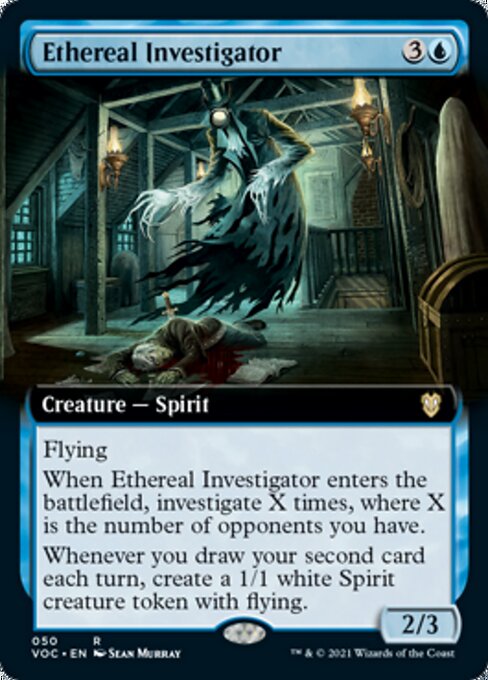 Ethereal Investigator 3
Creature — Spirit
Flying
When Ethereal Investigator enters the
battlefield, investigate X times, where X
is the number of opponents you have.
Whenever you draw your second card
each turn, create a 1/1 white Spirit
creature token with flying.
2/3
050 R
VOC • EN Sean Murray ™ & © 2021 Wizards of the Coast